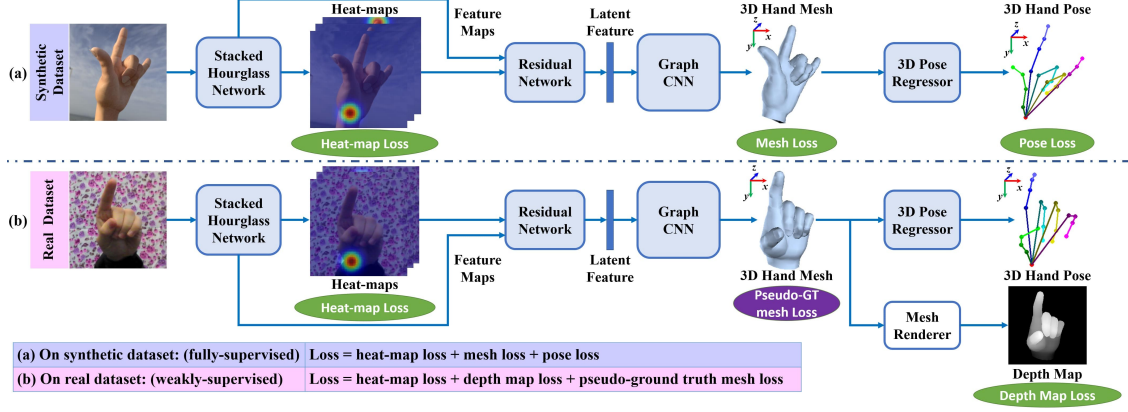 Heat-maps
Feature
Maps
Latent
Feature
3D Hand Mesh
3D Hand Pose
(a)
Synthetic
Dataset
Stacked
Hourglass
Network
Residual
Network
Graph
CNN
3D Pose
Regressor
z
x
y
z
x
y
Heat-map Loss
Mesh Loss
Pose Loss
(b)
Real Dataset
Stacked
Hourglass
Network
Residual
Network
Graph
CNN
3D Pose
Regressor
z
x
y
z
x
y
Heat-maps
Feature
Maps
Latent
Feature
3D Hand Mesh
3D Hand Pose
Heat-map Loss
Pseudo-GT
mesh Loss
Mesh
Renderer
Depth Map
Depth Map Loss
(a) On synthetic dataset: (fully-supervised) Loss = heat-map loss + mesh loss + pose loss
(b) On real dataset: (weakly-supervised) Loss = heat-map loss + depth map loss + pseudo-ground truth mesh loss